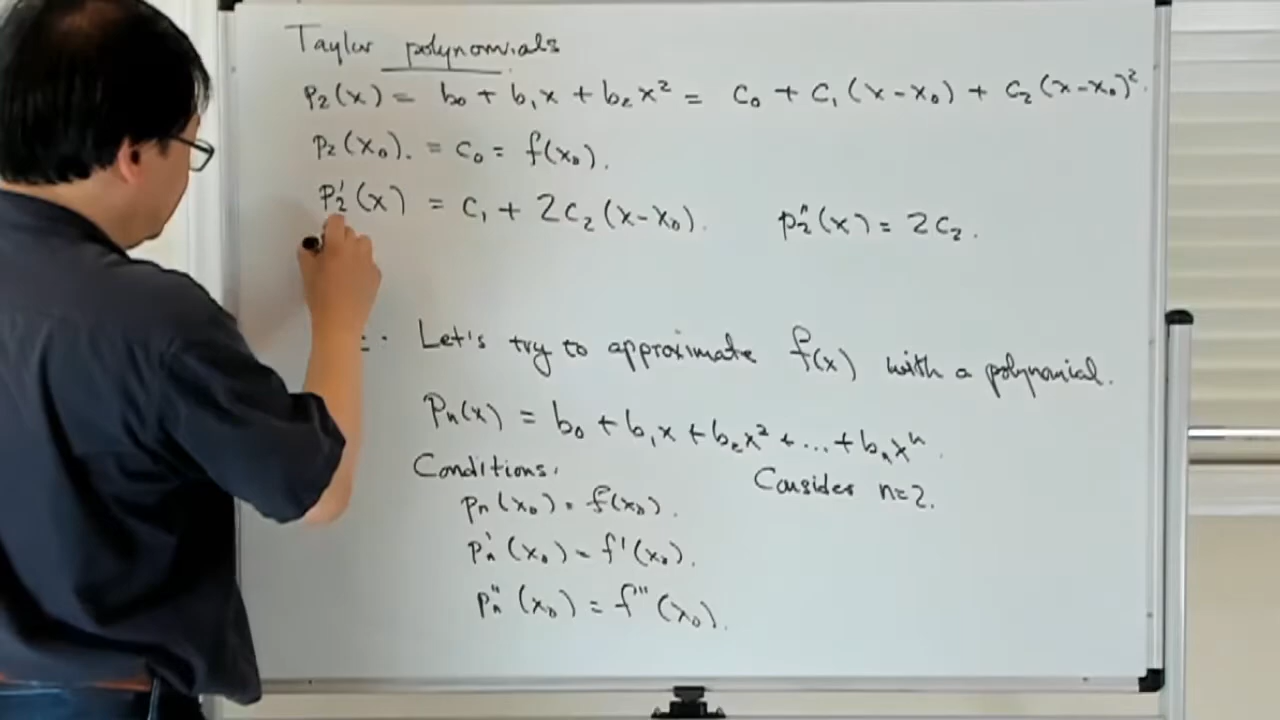 Taylor polynomials
p₂(x) = b₀ + b₁x + b₂x² = c₀ + c₁(x-x₀) + c₂(x-x₀)².
p₂(x₀). = c₀ = f(x₀).
p₂'(x) = c₁ + 2c₂(x-x₀). p₂"(x) = 2c₂.
Let's try to approximate f(x) with a polynomial.
pₙ(x) = b₀ + b₁x + b₂x² + ... + bₙxⁿ.
Conditions.
Consider n=2.
pₙ(x₀) = f(x₀).
pₙ'(x₀) = f'(x₀).
pₙ"(x₀) = f"(x₀).